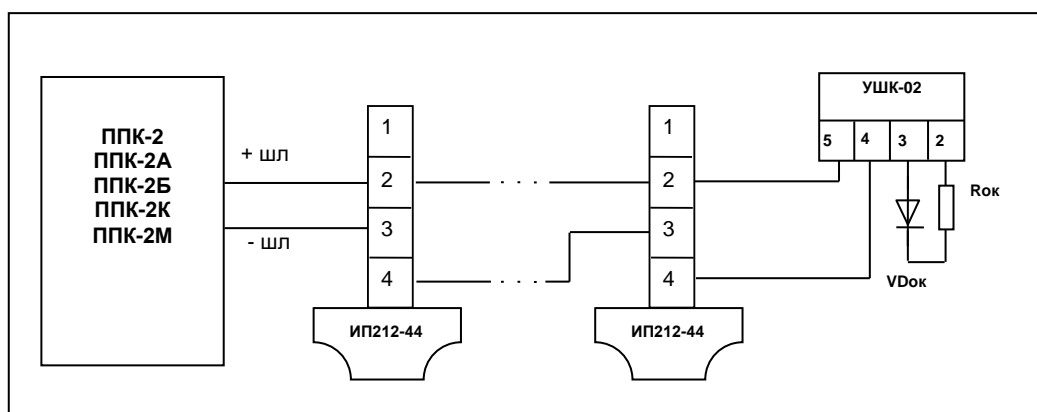 ППК-2
ППК-2А
ППК-2Б
ППК-2К
ППК-2М
+ шл
- шл
1
2
3
4
ИП212-44
. . .
. . .
1
2
3
4
ИП212-44
УШК-02
5 4 3 2
Rок
VDок